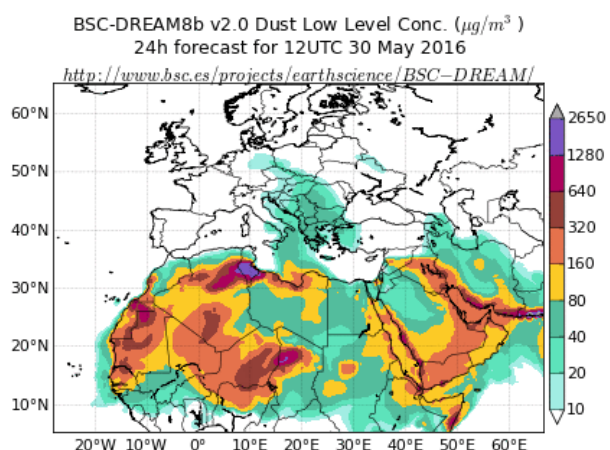 BSC-DREAM8b v2.0 Dust Low Level Conc. (μg/m³ )
24h forecast for 12UTC 30 May 2016
http://www.bsc.es/projects/earthscience/BSC−DREAM/
60°N
50°N
40°N
30°N
20°N
10°N
20°W
10°W
0°
10°E
20°E
30°E
40°E
50°E
60°E
2650
1280
640
320
160
80
40
20
10